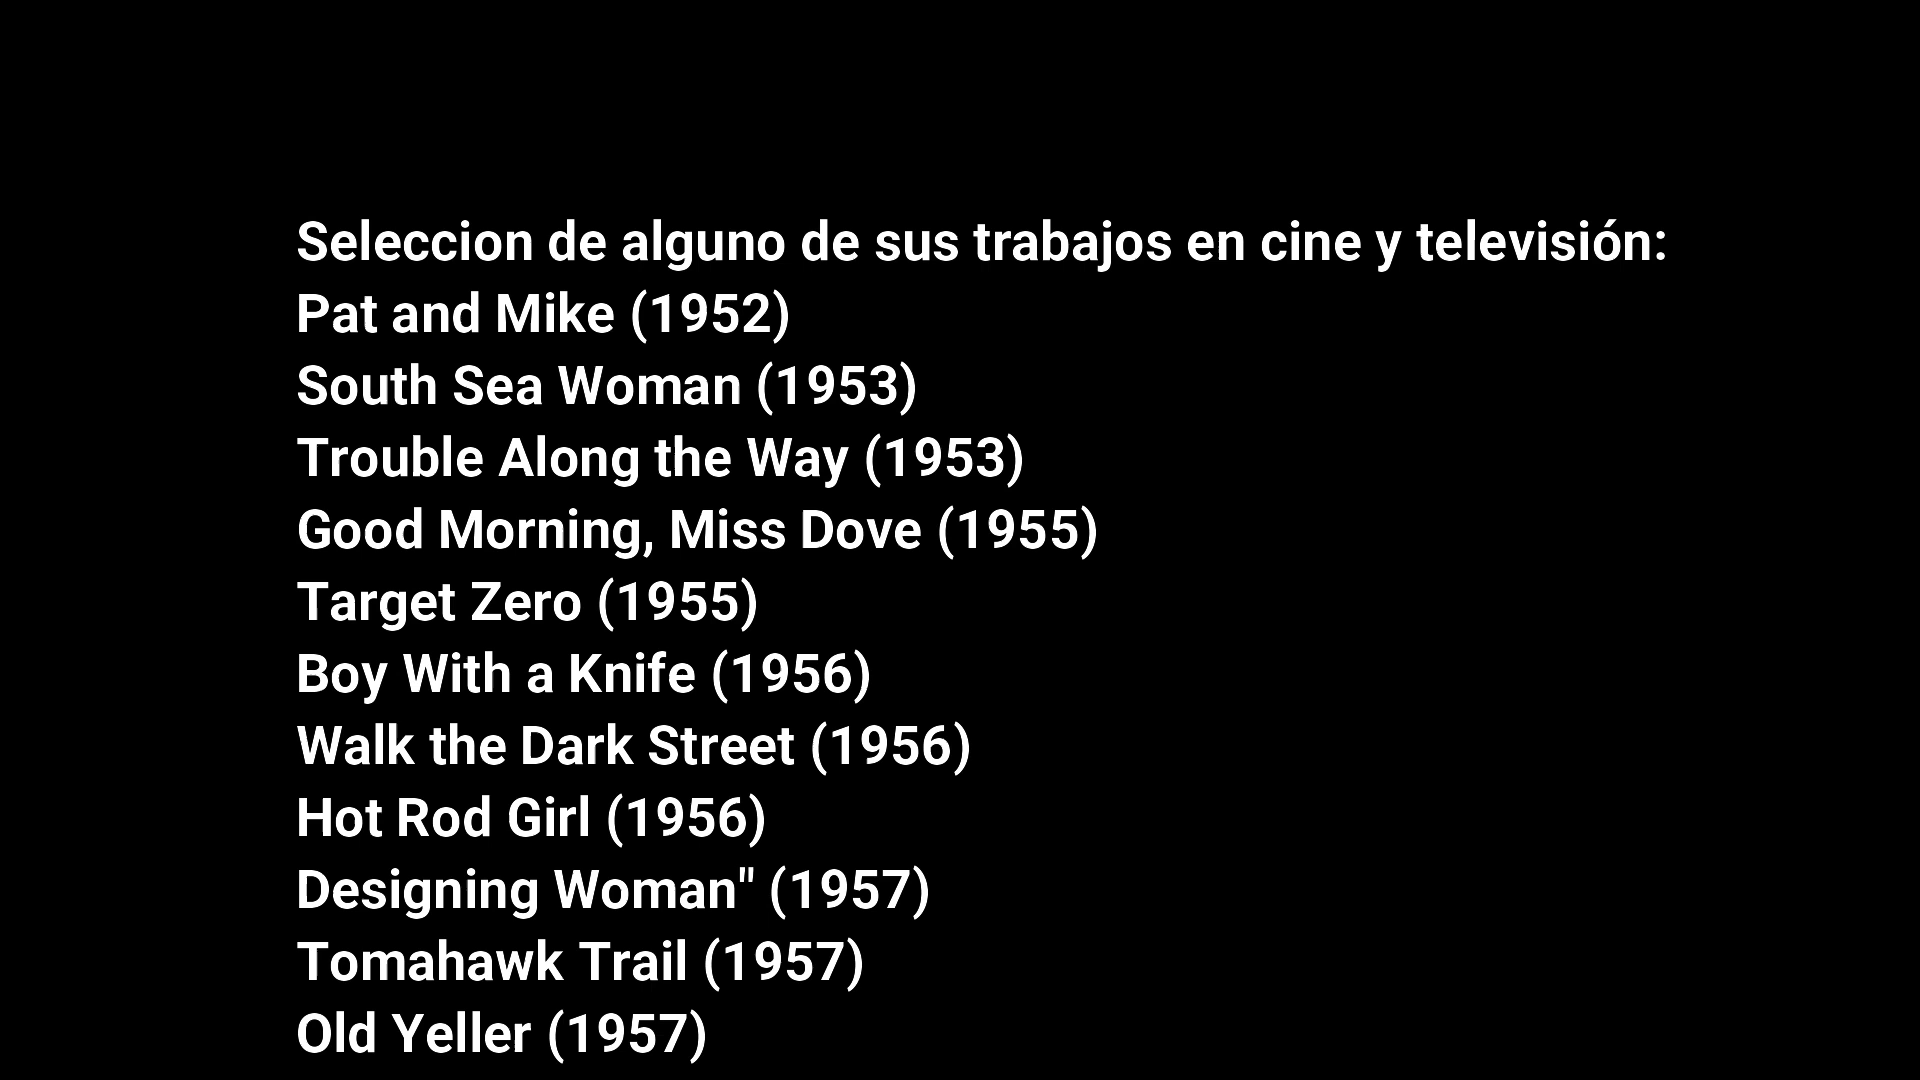 Seleccion de alguno de sus trabajos en cine y televisión:
Pat and Mike (1952)
South Sea Woman (1953)
Trouble Along the Way (1953)
Good Morning, Miss Dove (1955)
Target Zero (1955)
Boy With a Knife (1956)
Walk the Dark Street (1956)
Hot Rod Girl (1956)
Designing Woman" (1957)
Tomahawk Trail (1957)
Old Yeller (1957)